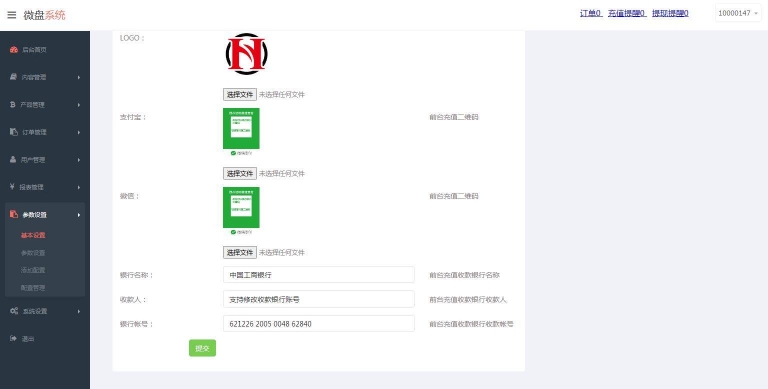 微盘系统
订单0 充值提醒0 提现提醒0
10000147
后台首页
内容管理
产品管理
订单管理
用户管理
报表管理
参数设置
基本设置
参数设置
添加配置
配置管理
系统设置
退出
LOGO：
选择文件 未选择任何文件
支付宝：
前台充值二维码
选择文件 未选择任何文件
微信：
前台充值二维码
选择文件 未选择任何文件
银行名称： 中国工商银行 前台充值收款银行名称
收款人： 支持修改收款银行账号 前台充值收款银行收款人
银行帐号： 621226 2005 0048 62840 前台充值收款银行收款帐号
提交